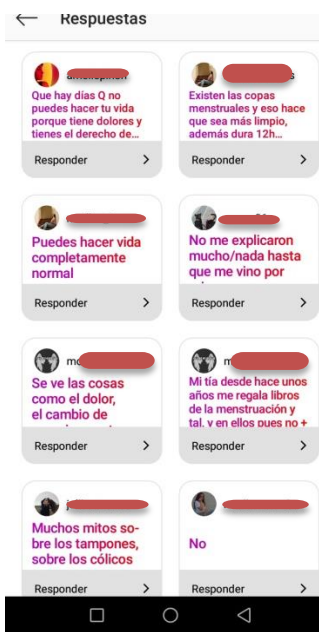 Respuestas
Que hay días Q no
puedes hacer tu vida
porque tiene dolores y
tienes el derecho de...
Responder
Existen las copas
menstruales y eso hace
que sea más limpio,
además dura 12h...
Responder
Puedes hacer vida
completamente
normal
Responder
No me explicaron
mucho/nada hasta
que me vino por
Responder
Se ve las cosas
como el dolor,
el cambio de
Responder
Mi tía desde hace unos
años me regala libros
de la menstruación y
tal, y en ellos pues no +
Responder
Muchos mitos so-
bre los tampones,
sobre los cólicos
Responder
No
Responder